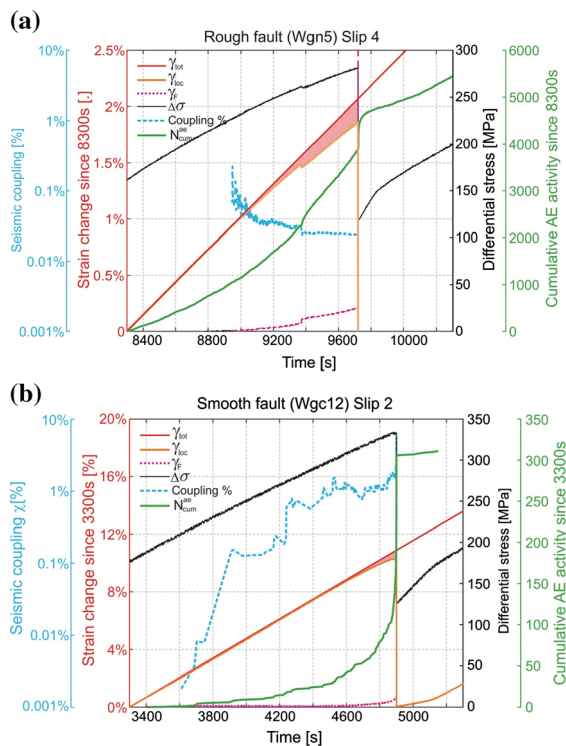 (a)
Rough fault (Wgn5) Slip 4
10%
1%
0.1%
0.01%
0.001%
Seismic coupling [%]
2.5%
2%
1.5%
1%
0.5%
0
Strain change since 8300s [.]
γtot
γloc
γF
Δσ
Coupling %
N ae cum
300
250
200
150
100
50
0
Differential stress [MPa]
6000
5000
4000
3000
2000
1000
0
Cumulative AE activity since 8300s
8400 8800 9200 9600 10000
Time [s]
(b)
Smooth fault (Wgc12) Slip 2
10%
1%
0.1%
0.01%
0.001%
Seismic coupling χ[%]
20%
16%
12%
8%
4%
0%
Strain change since 3300s [%]
γtot
γloc
γF
Δσ
Coupling %
N ae cum
350
300
250
200
150
100
50
0
Differential stress [MPa]
350
300
250
200
150
100
50
0
Cumulative AE activity since 3300s
3400 3800 4200 4600 5000
Time [s]